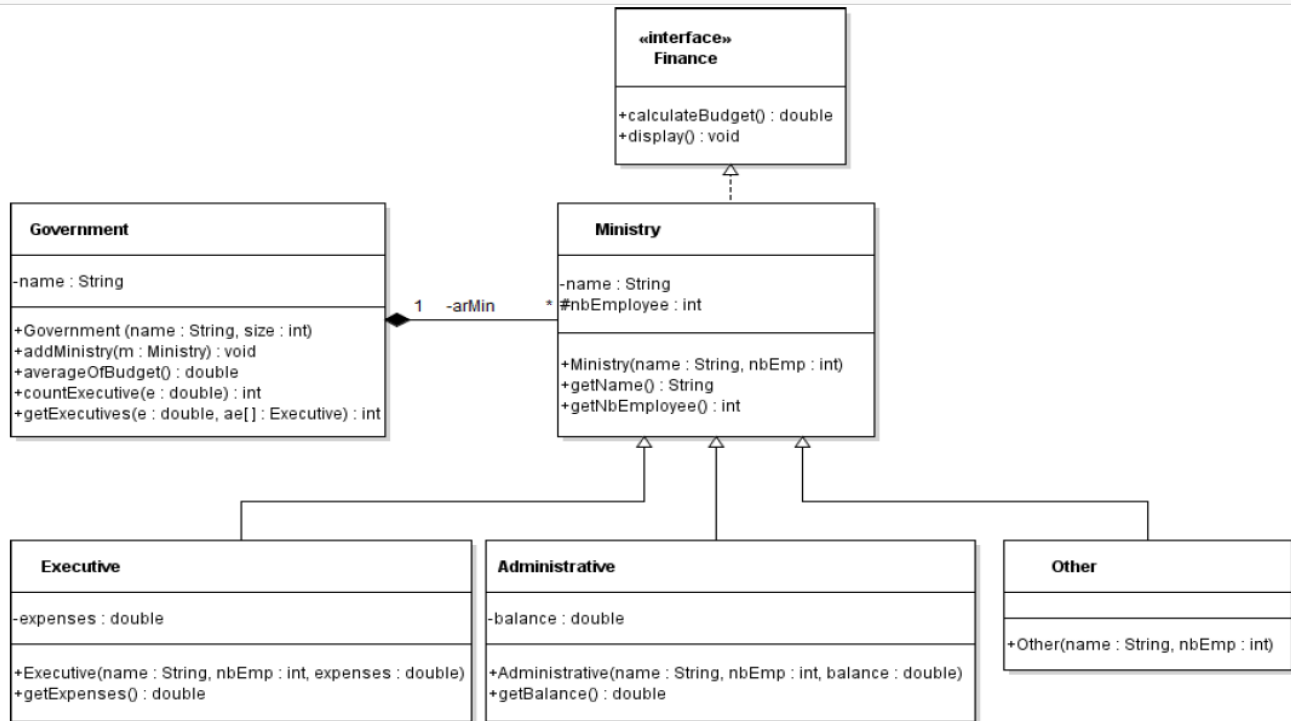 «interface»
Finance
+calculateBudget() : double
+display() : void
Government
-name : String
+Government (name : String, size : int)
+addMinistry(m : Ministry) : void
+averageOfBudget() : double
+countExecutive(e : double) : int
+getExecutives(e : double, ae[ ] : Executive) : int
1 -arMin *
Ministry
-name : String
#nbEmployee : int
+Ministry(name : String, nbEmp : int)
+getName() : String
+getNbEmployee() : int
Executive
-expenses : double
+Executive(name : String, nbEmp : int, expenses : double)
+getExpenses() : double
Administrative
-balance : double
+Administrative(name : String, nbEmp : int, balance : double)
+getBalance() : double
Other
+Other(name : String, nbEmp : int)